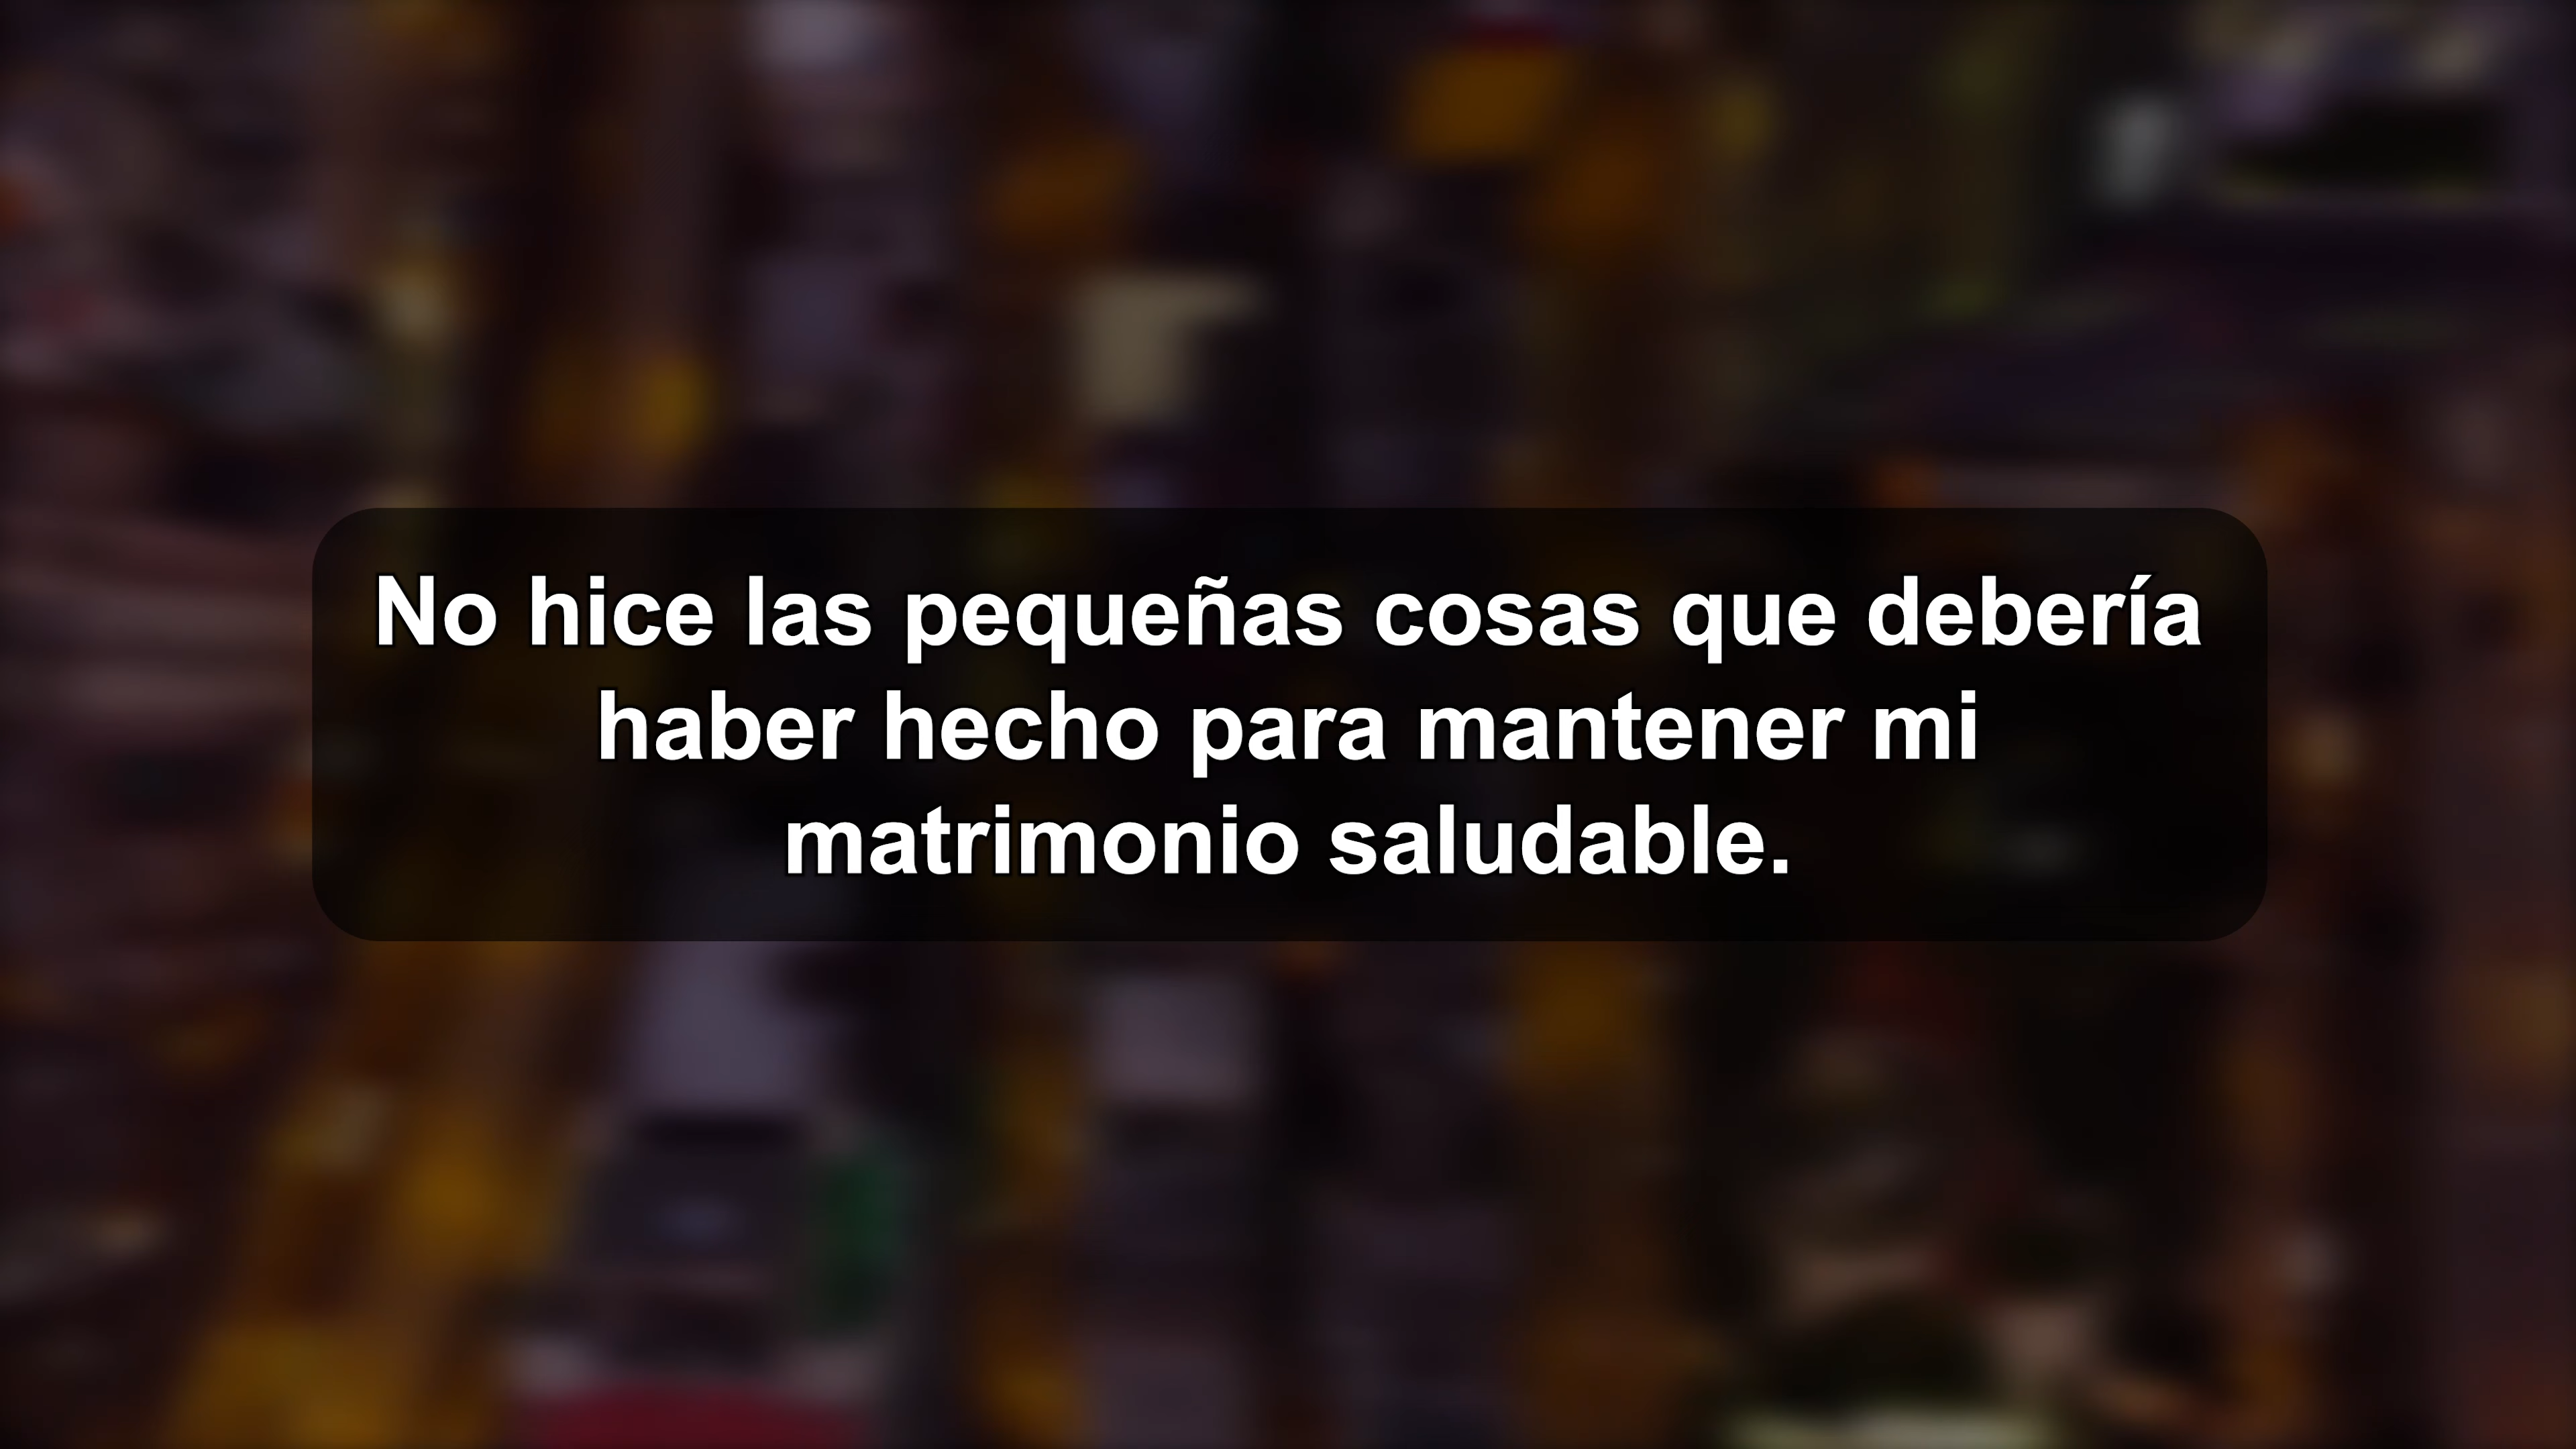 No hice las pequeñas cosas que debería
haber hecho para mantener mi
matrimonio saludable.